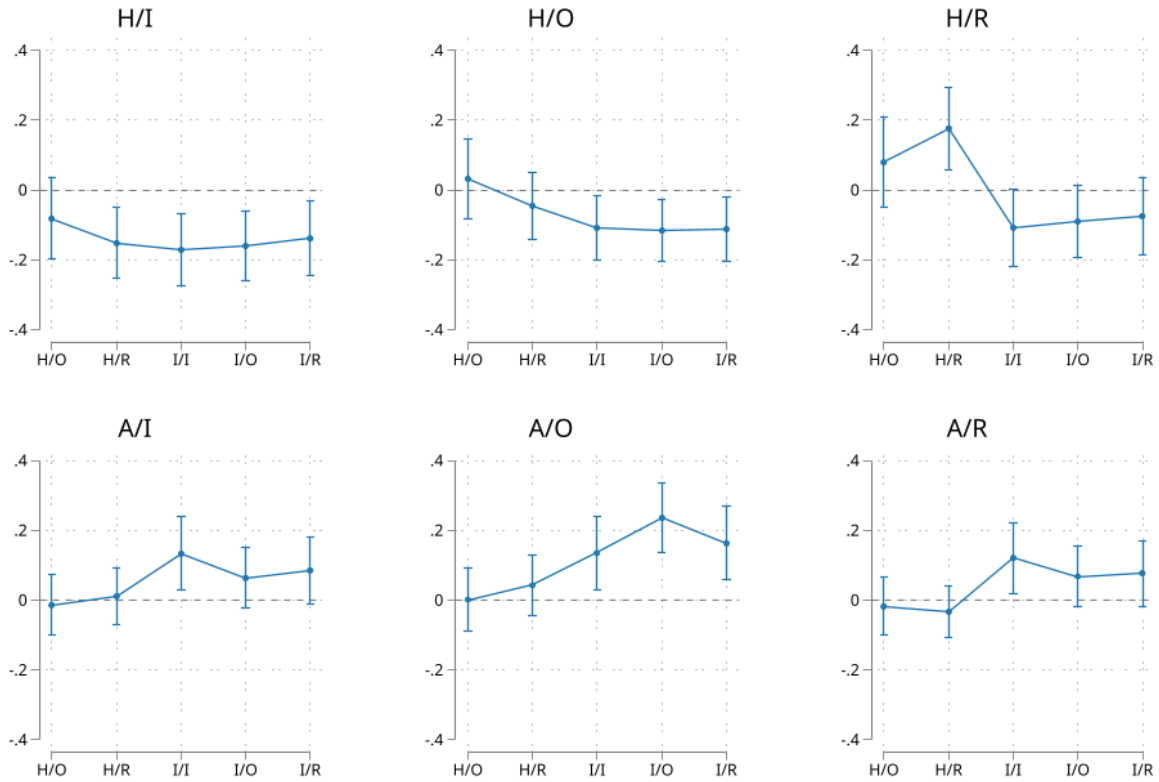 H/I
H/O
H/R
.4
.2
0
-.2
-.4
H/O H/R I/I I/O I/R
.4
.2
0
-.2
-.4
H/O H/R I/I I/O I/R
.4
.2
0
-.2
-.4
H/O H/R I/I I/O I/R
A/I
A/O
A/R
.4
.2
0
-.2
-.4
H/O H/R I/I I/O I/R
.4
.2
0
-.2
-.4
H/O H/R I/I I/O I/R
.4
.2
0
-.2
-.4
H/O H/R I/I I/O I/R